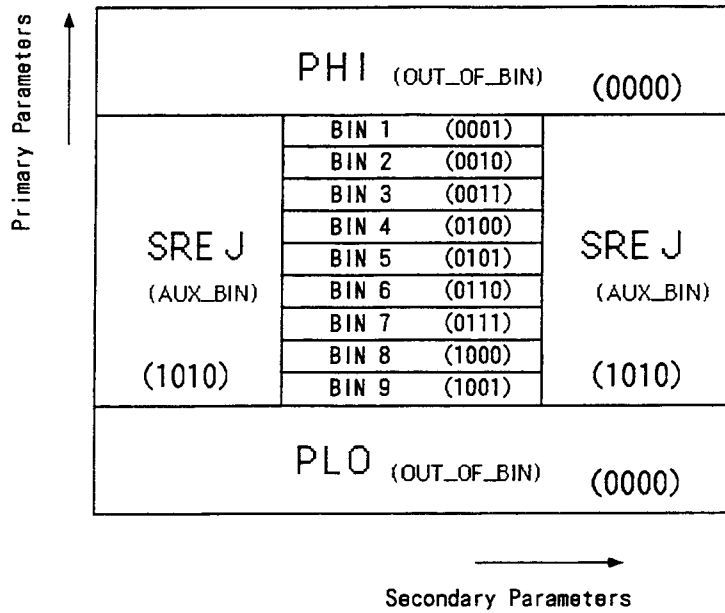 Primary Parameters
PHI (OUT_OF_BIN) (0000)
BIN 1 (0001)
BIN 2 (0010)
BIN 3 (0011)
BIN 4 (0100)
BIN 5 (0101)
BIN 6 (0110)
BIN 7 (0111)
BIN 8 (1000)
BIN 9 (1001)
SREJ
(AUX_BIN)
(1010)
SREJ
(AUX_BIN)
(1010)
PLO (OUT_OF_BIN) (0000)
Secondary Parameters